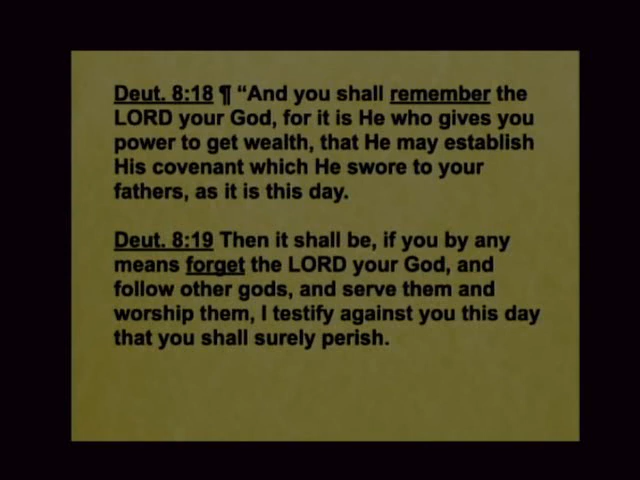 Deut. 8:18 ¶ “And you shall remember the
LORD your God, for it is He who gives you
power to get wealth, that He may establish
His covenant which He swore to your
fathers, as it is this day.
Deut. 8:19 Then it shall be, if you by any
means forget the LORD your God, and
follow other gods, and serve them and
worship them, I testify against you this day
that you shall surely perish.